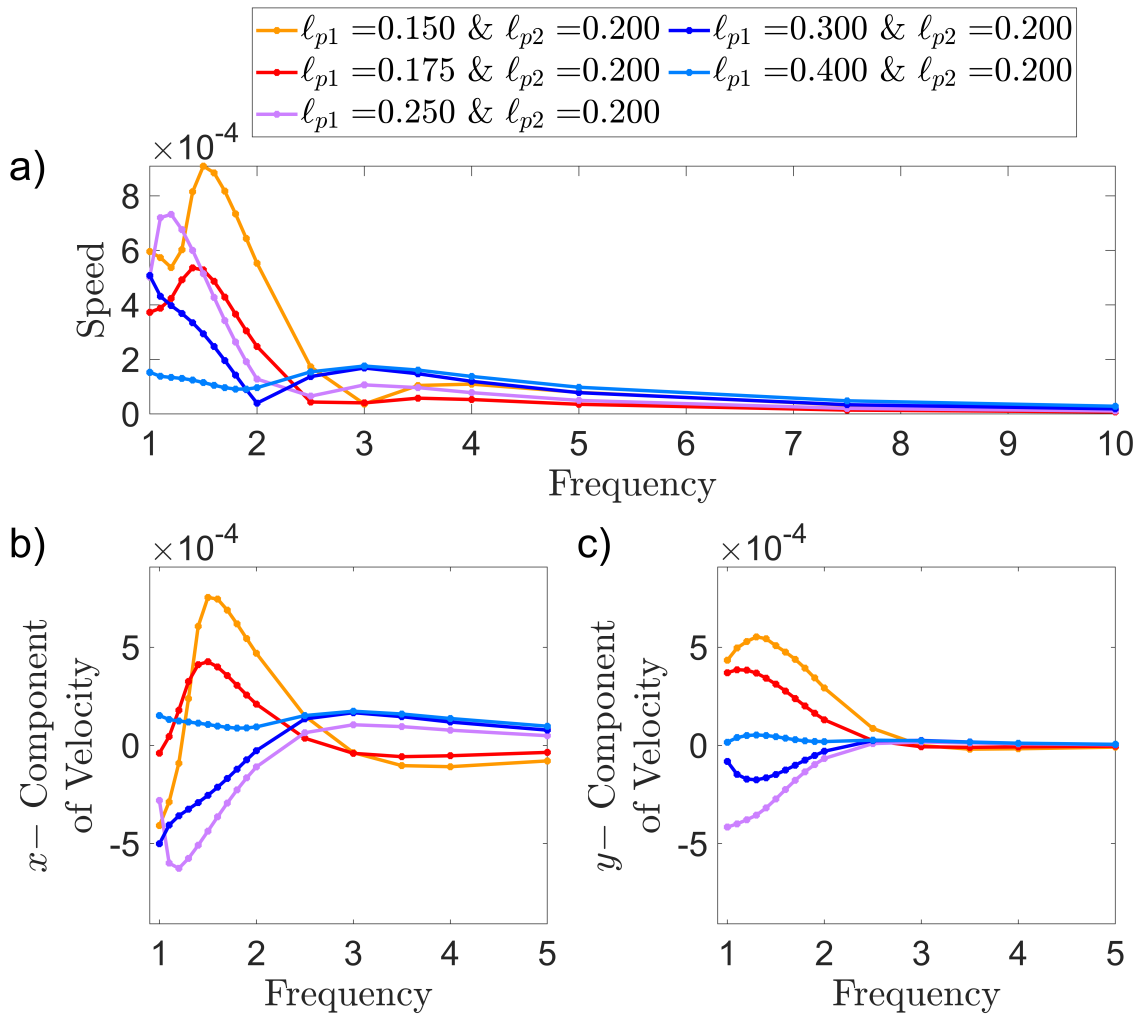 ℓp1 =0.150 & ℓp2 =0.200
ℓp1 =0.300 & ℓp2 =0.200
ℓp1 =0.175 & ℓp2 =0.200
ℓp1 =0.400 & ℓp2 =0.200
ℓp1 =0.250 & ℓp2 =0.200
a)
×10-4
8
6
4
2
0
Speed
1 2 3 4 5 6 7 8 9 10
Frequency
b)
×10-4
5
0
-5
x− Component
of Velocity
1 2 3 4 5
Frequency
c)
×10-4
5
0
-5
y− Component
of Velocity
1 2 3 4 5
Frequency